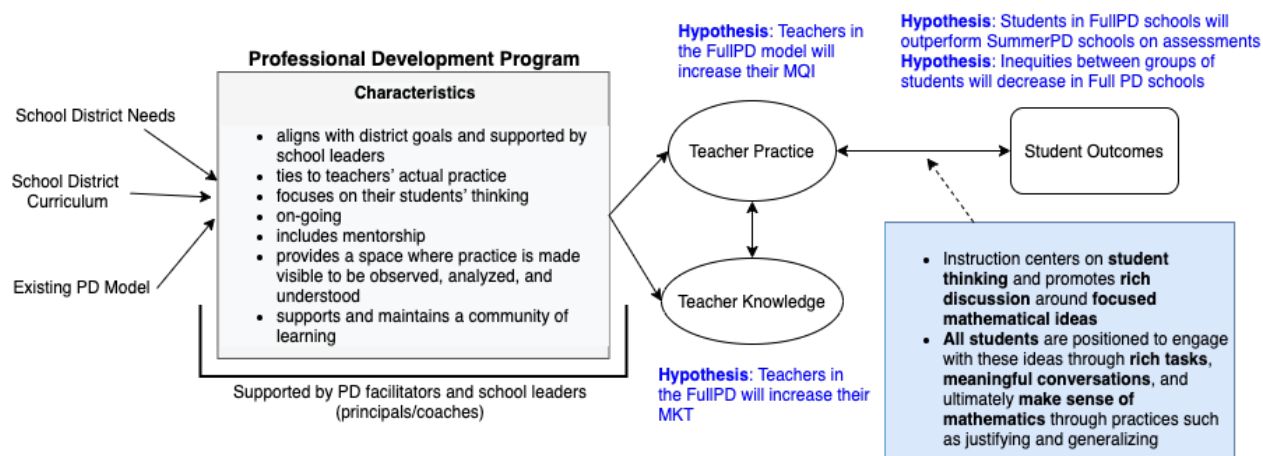 Professional Development Program
Characteristics
• aligns with district goals and supported by
school leaders
• ties to teachers' actual practice
• focuses on their students' thinking
• on-going
• includes mentorship
• provides a space where practice is made
visible to be observed, analyzed, and
understood
• supports and maintains a community of
learning
School District Needs
School District
Curriculum
Existing PD Model
Supported by PD facilitators and school leaders
(principals/coaches)
Hypothesis: Teachers in
the FullPD model will
increase their MQI
Teacher Practice
Teacher Knowledge
Hypothesis: Teachers in
the FullPD will increase their
MKT
Hypothesis: Students in FullPD schools will
outperform SummerPD schools on assessments
Hypothesis: Inequities between groups of
students will decrease in Full PD schools
Student Outcomes
• Instruction centers on student
thinking and promotes rich
discussion around focused
mathematical ideas
• All students are positioned to engage
with these ideas through rich tasks,
meaningful conversations, and
ultimately make sense of
mathematics through practices such
as justifying and generalizing